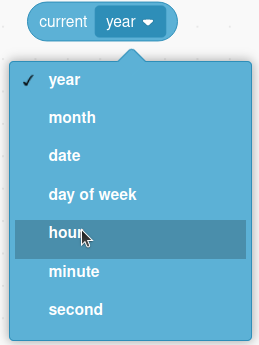 current year
year
month
date
day of week
hour
minute
second